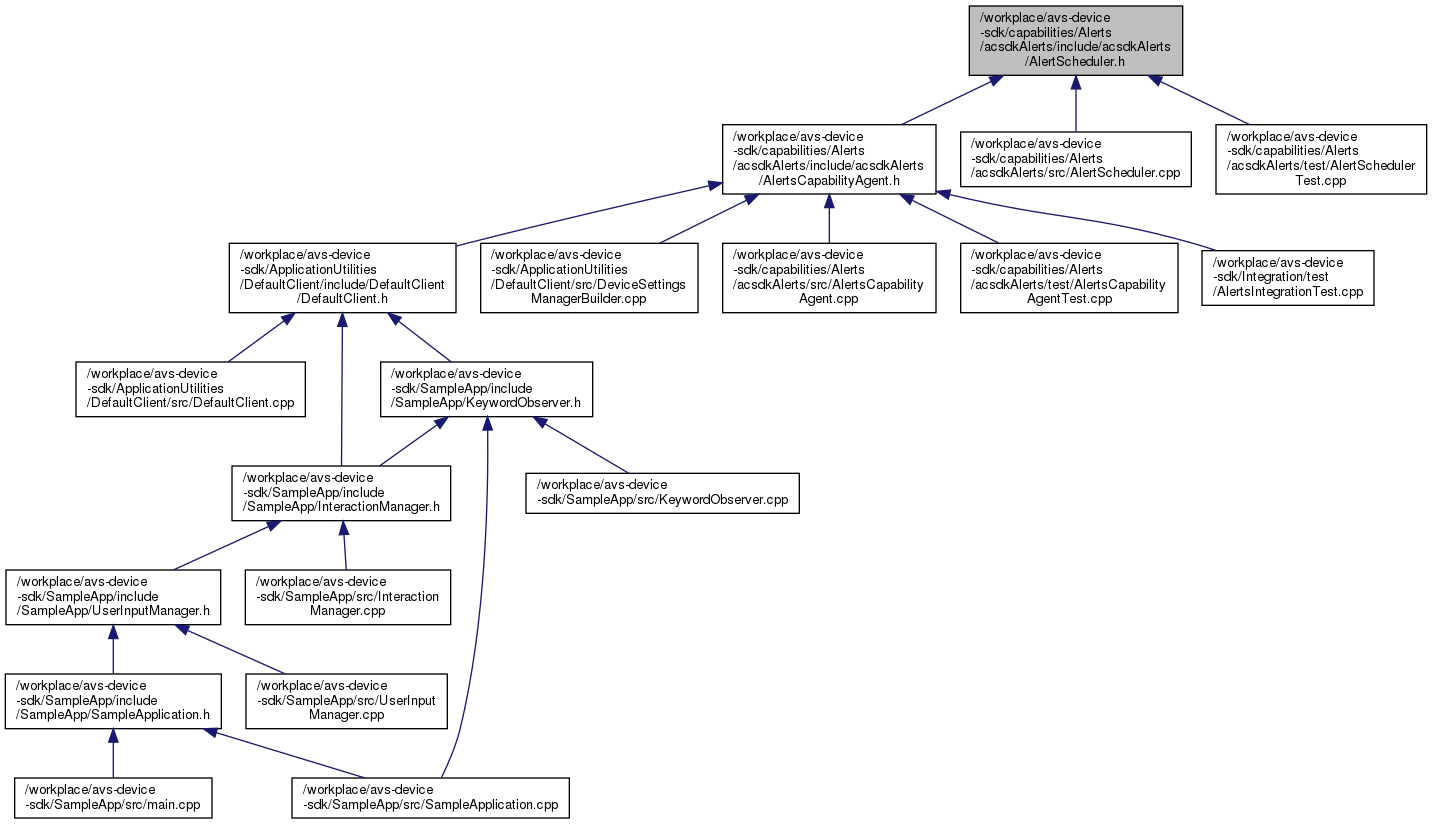 /workplace/avs-device
-sdk/capabilities/Alerts
/acsdkAlerts/include/acsdkAlerts
/AlertScheduler.h
/workplace/avs-device
-sdk/capabilities/Alerts
/acsdkAlerts/include/acsdkAlerts
/AlertsCapabilityAgent.h
/workplace/avs-device
-sdk/capabilities/Alerts
/acsdkAlerts/src/AlertScheduler.cpp
/workplace/avs-device
-sdk/capabilities/Alerts
/acsdkAlerts/test/AlertScheduler
Test.cpp
/workplace/avs-device
-sdk/ApplicationUtilities
/DefaultClient/include/DefaultClient
/DefaultClient.h
/workplace/avs-device
-sdk/ApplicationUtilities
/DefaultClient/src/DeviceSettings
ManagerBuilder.cpp
/workplace/avs-device
-sdk/capabilities/Alerts
/acsdkAlerts/src/AlertsCapability
Agent.cpp
/workplace/avs-device
-sdk/capabilities/Alerts
/acsdkAlerts/test/AlertsCapability
AgentTest.cpp
/workplace/avs-device
-sdk/Integration/test
/AlertsIntegrationTest.cpp
/workplace/avs-device
-sdk/ApplicationUtilities
/DefaultClient/src/DefaultClient.cpp
/workplace/avs-device
-sdk/SampleApp/include
/SampleApp/KeywordObserver.h
/workplace/avs-device
-sdk/SampleApp/include
/SampleApp/InteractionManager.h
/workplace/avs-device
-sdk/SampleApp/src/KeywordObserver.cpp
/workplace/avs-device
-sdk/SampleApp/include
/SampleApp/UserInputManager.h
/workplace/avs-device
-sdk/SampleApp/src/Interaction
Manager.cpp
/workplace/avs-device
-sdk/SampleApp/include
/SampleApp/SampleApplication.h
/workplace/avs-device
-sdk/SampleApp/src/UserInput
Manager.cpp
/workplace/avs-device
-sdk/SampleApp/src/main.cpp
/workplace/avs-device
-sdk/SampleApp/src/SampleApplication.cpp